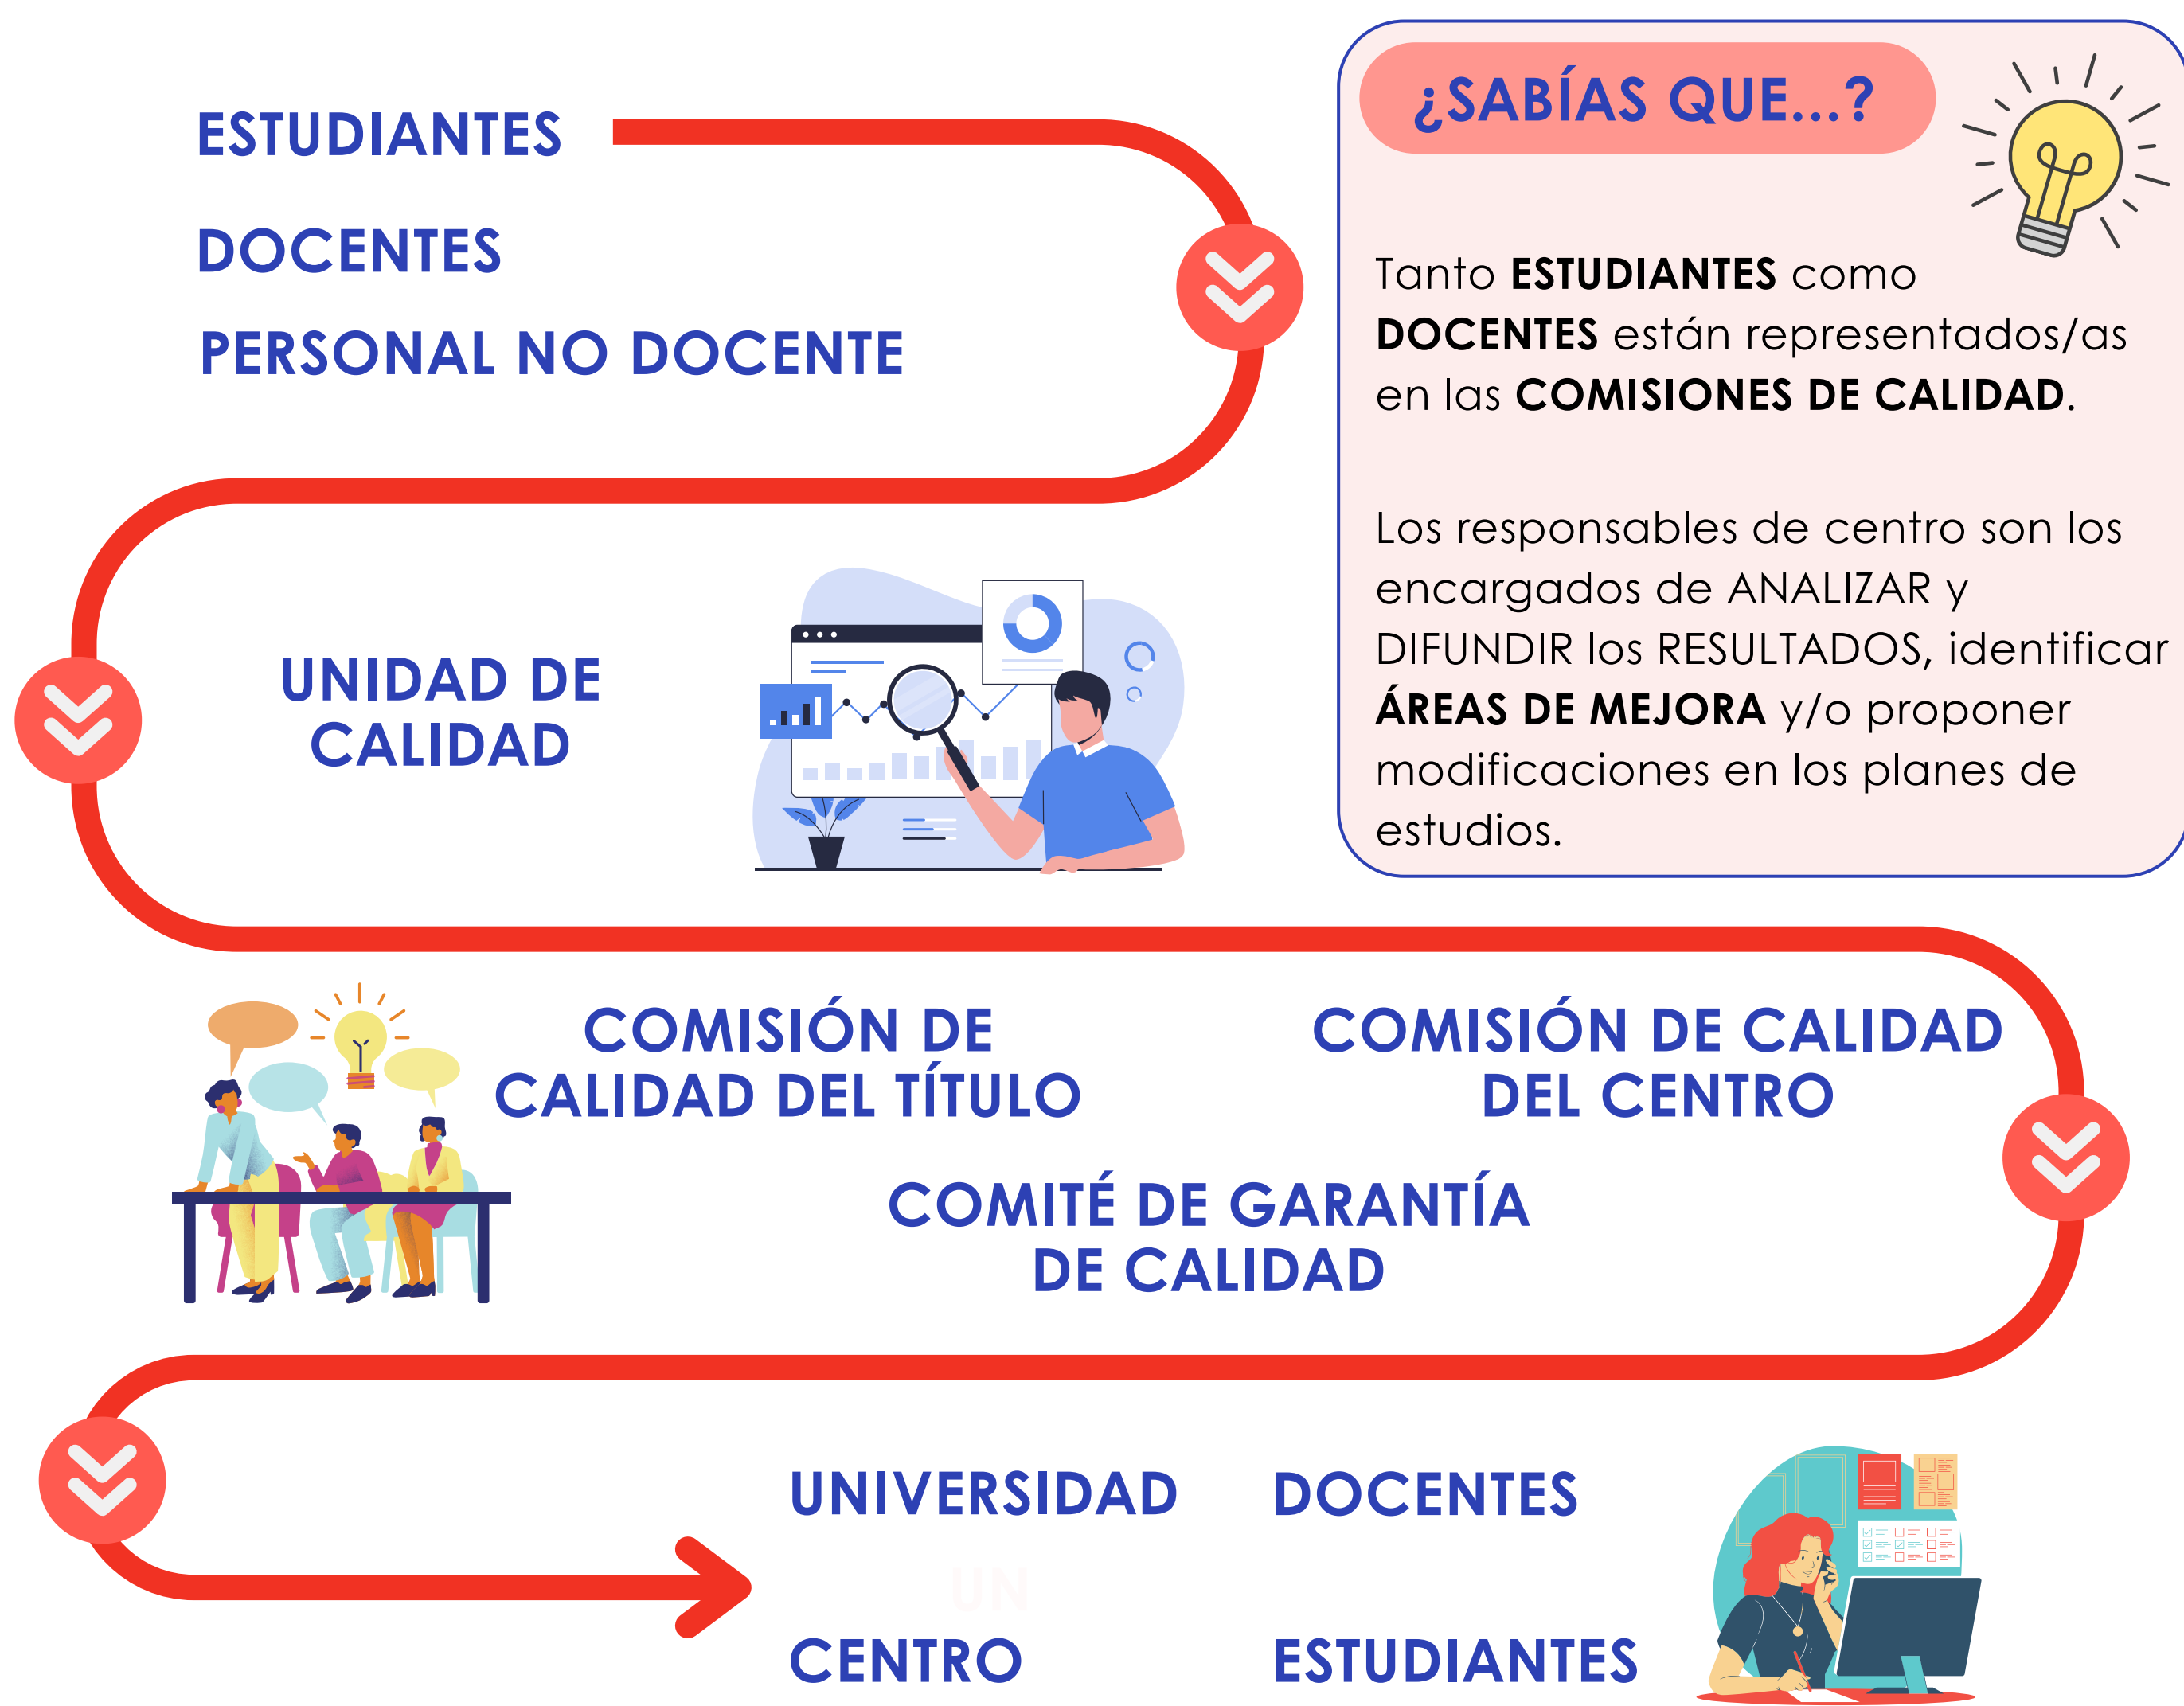 ESTUDIANTES
DOCENTES
PERSONAL NO DOCENTE
¿SABÍAS QUE...?
Tanto ESTUDIANTES como
DOCENTES están representados/as
en las COMISIONES DE CALIDAD.
Los responsables de centro son los
encargados de ANALIZAR y
DIFUNDIR los RESULTADOS, identificar
ÁREAS DE MEJORA y/o proponer
modificaciones en los planes de
estudios.
UNIDAD DE
CALIDAD
COMISIÓN DE
CALIDAD DEL TÍTULO
COMISIÓN DE CALIDAD
DEL CENTRO
COMITÉ DE GARANTÍA
DE CALIDAD
UNIVERSIDAD
DOCENTES
UN
CENTRO
ESTUDIANTES